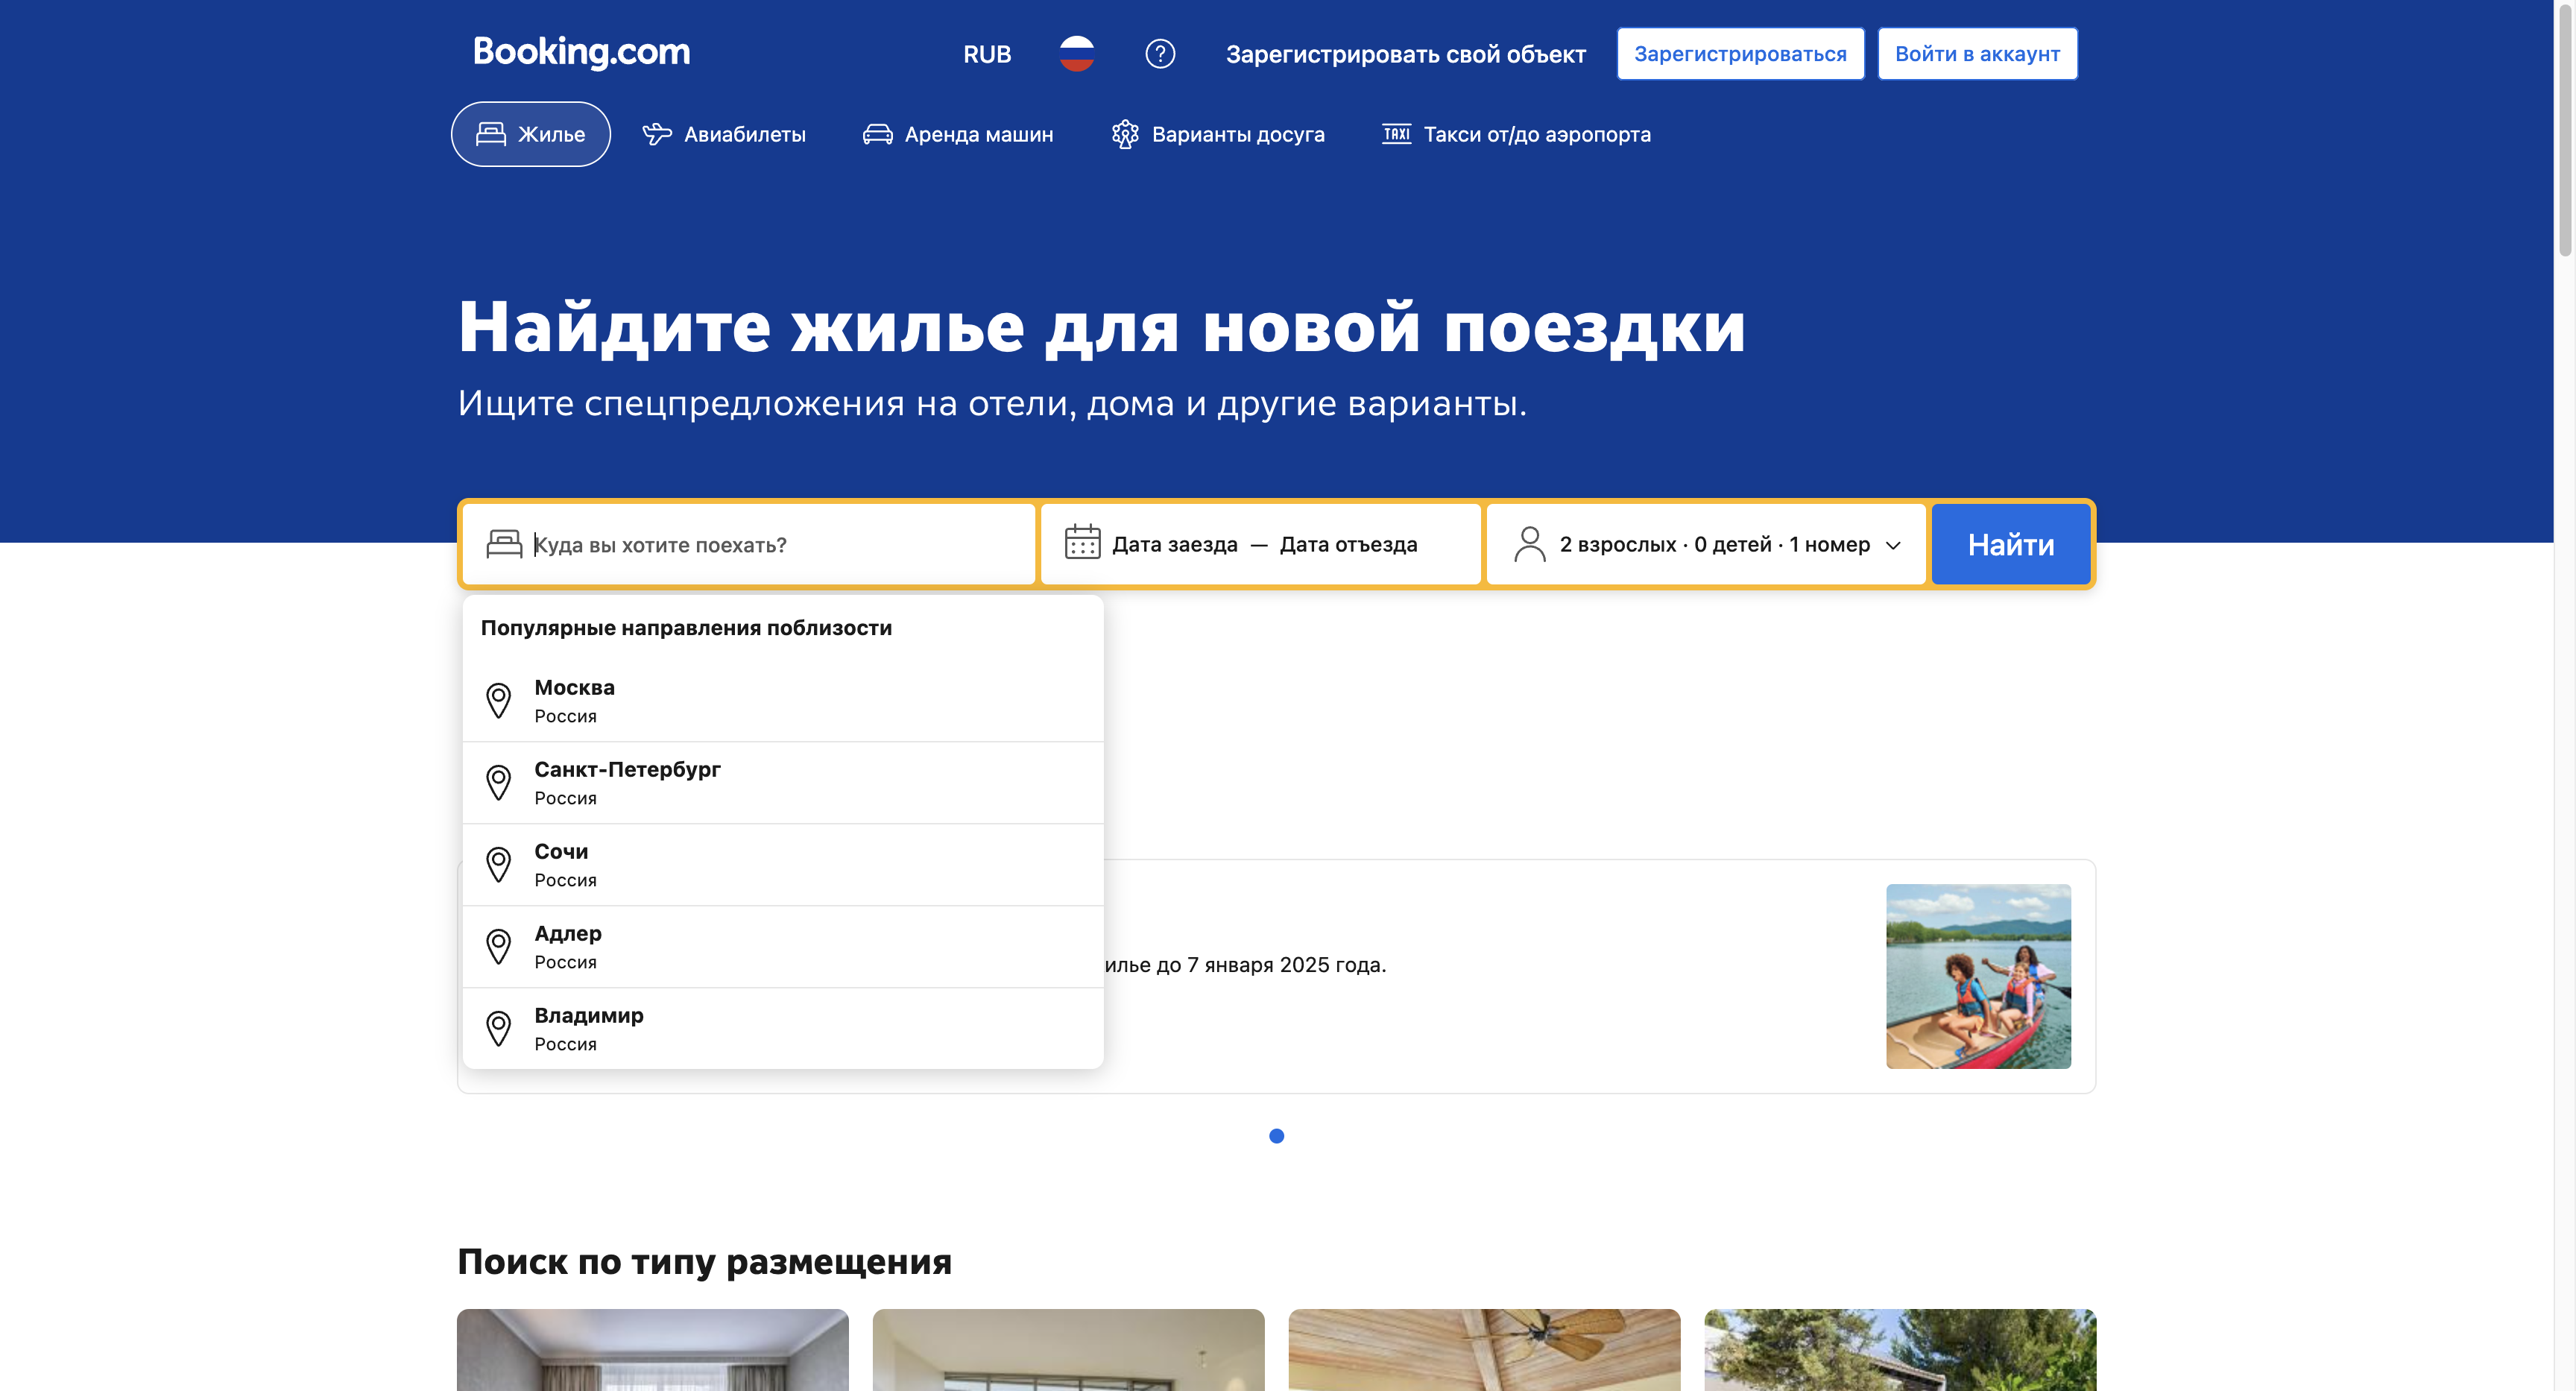 Booking.com
RUB
Зарегистрировать свой объект
Зарегистрироваться
Войти в аккаунт
Жилье
Авиабилеты
Аренда машин
Варианты досуга
TAXI
Такси от/до аэропорта
Найдите жилье для новой поездки
Ищите спецпредложения на отели, дома и другие варианты.
Куда вы хотите поехать?
Дата заезда — Дата отъезда
2 взрослых · 0 детей · 1 номер
Найти
Популярные направления поблизости
Москва
Россия
Санкт-Петербург
Россия
Сочи
Россия
Адлер
Россия
илье до 7 января 2025 года.
Владимир
Россия
Поиск по типу размещения